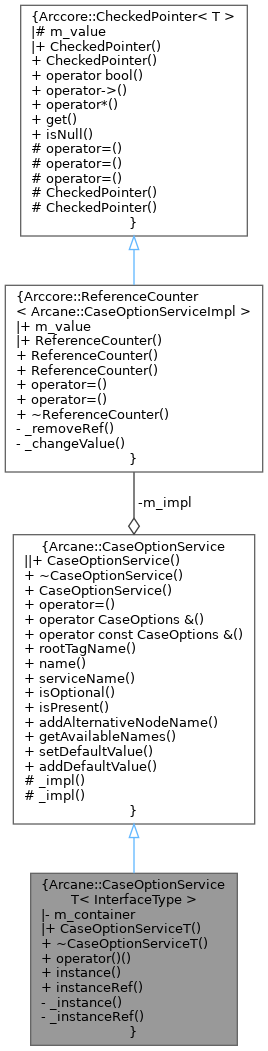 {Arccore::CheckedPointer< T >
|# m_value
|+ CheckedPointer()
+ CheckedPointer()
+ operator bool()
+ operator->()
+ operator*()
+ get()
+ isNull()
# operator=()
# operator=()
# operator=()
# CheckedPointer()
# CheckedPointer()
}
{Arccore::ReferenceCounter
< Arcane::CaseOptionServiceImpl >
|+ m_value
|+ ReferenceCounter()
+ ReferenceCounter()
+ ReferenceCounter()
+ operator=()
+ operator=()
+ ~ReferenceCounter()
- _removeRef()
- _changeValue()
}
-m_impl
{Arcane::CaseOptionService
||+ CaseOptionService()
+ ~CaseOptionService()
+ CaseOptionService()
+ operator=()
+ operator CaseOptions &()
+ operator const CaseOptions &()
+ rootTagName()
+ name()
+ serviceName()
+ isOptional()
+ isPresent()
+ addAlternativeNodeName()
+ getAvailableNames()
+ setDefaultValue()
+ addDefaultValue()
# _impl()
# _impl()
}
{Arcane::CaseOptionService
T< InterfaceType >
|- m_container
|+ CaseOptionServiceT()
+ ~CaseOptionServiceT()
+ operator()()
+ instance()
+ instanceRef()
- _instance()
- _instanceRef()
}